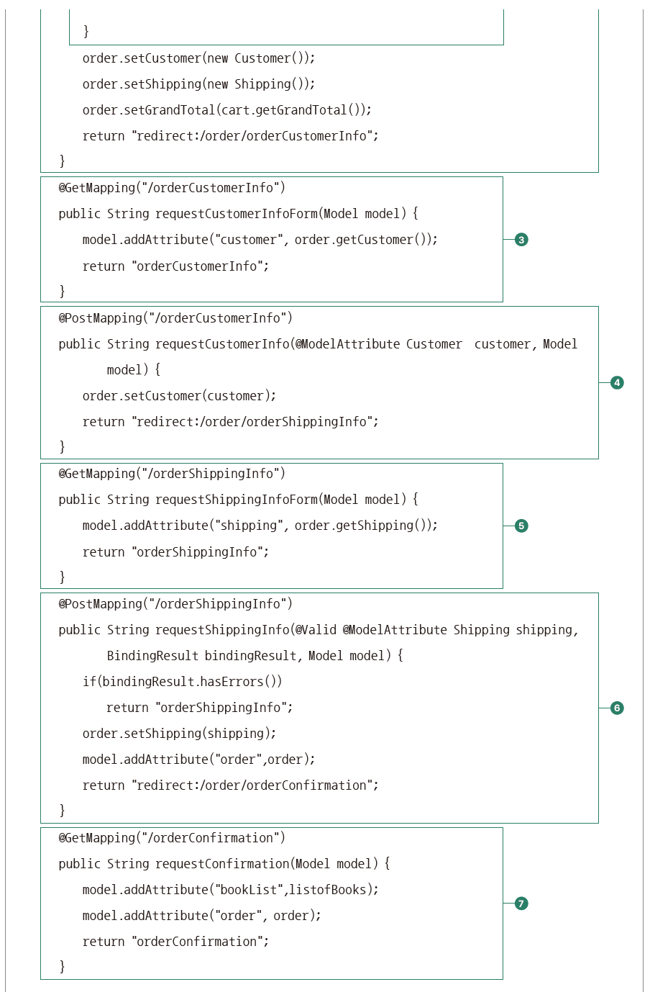 }
order.setCustomer(new Customer());
order.setShipping(new Shipping());
order.setGrandTotal(cart.getGrandTotal());
return "redirect:/order/orderCustomerInfo";
}
@GetMapping("/orderCustomerInfo")
public String requestCustomerInfoForm(Model model) {
model.addAttribute("customer", order.getCustomer());
3
return "orderCustomerInfo";
}
@PostMapping("/orderCustomerInfo")
public String requestCustomerInfo(@ModelAttribute Customer  customer, Model
model) {
4
order.setCustomer(customer);
return "redirect:/order/orderShippingInfo";
}
@GetMapping("/orderShippingInfo")
public String requestShippingInfoForm(Model model) {
model.addAttribute("shipping", order.getShipping());
5
return "orderShippingInfo";
}
@PostMapping("/orderShippingInfo")
public String requestShippingInfo(@Valid @ModelAttribute Shipping shipping,
BindingResult bindingResult, Model model) {
if(bindingResult.hasErrors())
return "orderShippingInfo";
6
order.setShipping(shipping);
model.addAttribute("order",order);
return "redirect:/order/orderConfirmation";
}
@GetMapping("/orderConfirmation")
public String requestConfirmation(Model model) {
model.addAttribute("bookList",listofBooks);
7
model.addAttribute("order", order);
return "orderConfirmation";
}